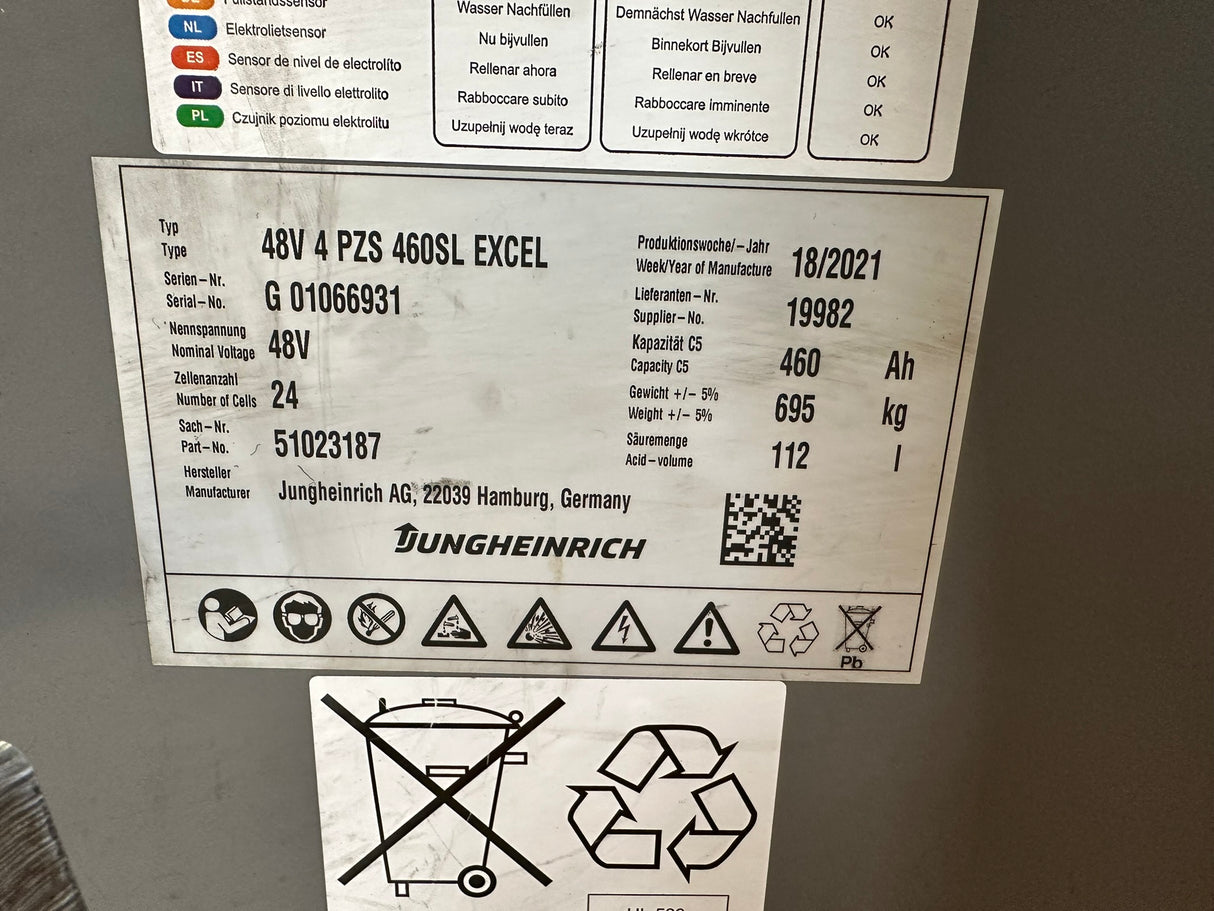 Füllstandssensor
NL Elektrolietsensor
ES Sensor de nivel de electrolíto
IT Sensore di livello elettrolito
PL Czujnik poziomu elektrolitu
Wasser Nachfüllen
Nu bijvullen
Rellenar ahora
Rabboccare subito
Uzupełnij wodę teraz
Demnächst Wasser Nachfullen
Binnekort Bijvullen
Rellenar en breve
Rabboccare imminente
Uzupełnij wodę wkrótce
OK
OK
OK
OK
OK
Typ
Type 48V 4 PZS 460SL EXCEL
Serien-Nr.
Serial-No. G 01066931
Nennspannung
Nominal Voltage 48V
Zellenanzahl
Number of Cells 24
Sach-Nr.
Part-No. 51023187
Hersteller
Manufacturer Jungheinrich AG, 22039 Hamburg, Germany
Produktionswoche/-Jahr
Week/Year of Manufacture 18/2021
Lieferanten-Nr.
Supplier-No. 19982
Kapazität C5
Capacity C5 460 Ah
Gewicht +/- 5%
Weight +/- 5% 695 kg
Säuremenge
Acid-volume 112 l
JUNGHEINRICH
Pb